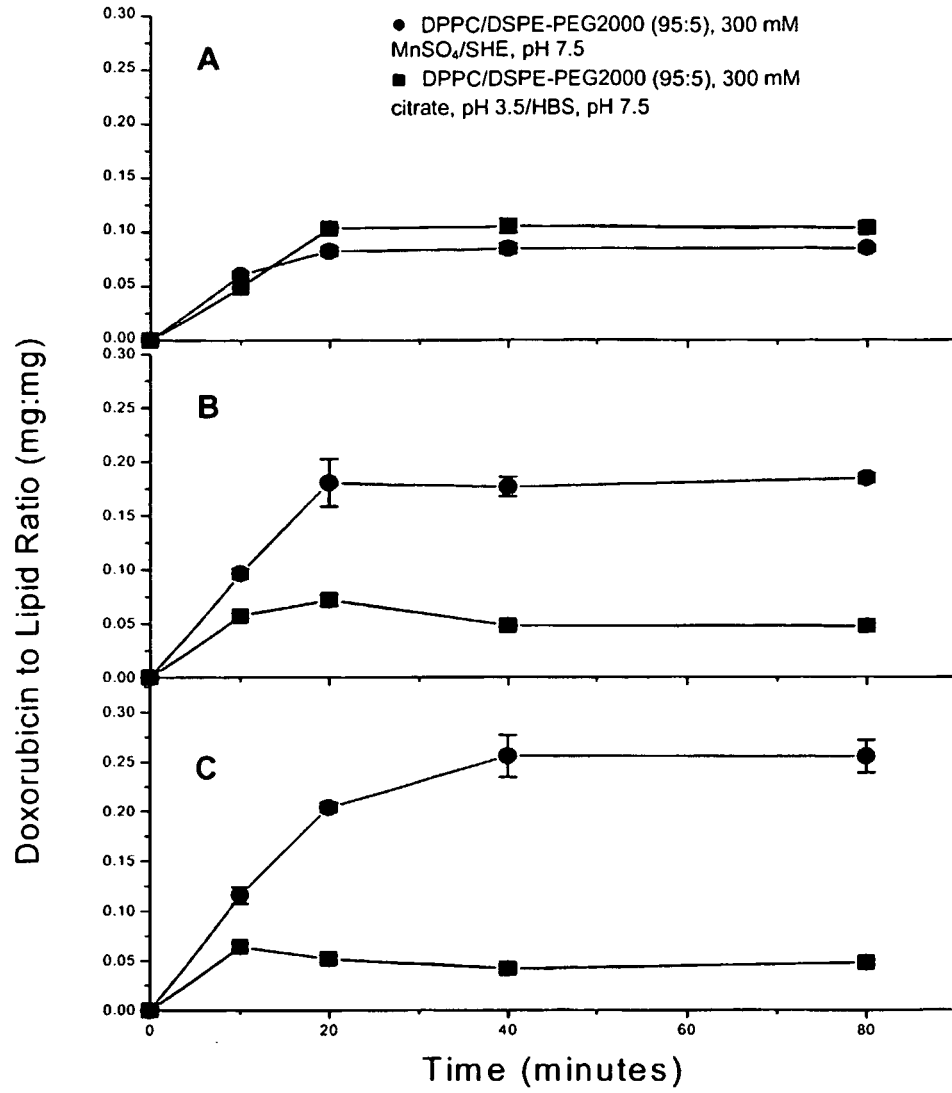 ● DPPC/DSPE-PEG2000 (95:5), 300 mM
MnSO₄/SHE, pH 7.5
■ DPPC/DSPE-PEG2000 (95:5), 300 mM
citrate, pH 3.5/HBS, pH 7.5
A
0.30
0.25
0.20
0.15
0.10
0.05
0.00
B
0.30
0.25
0.20
0.15
0.10
0.05
0.00
C
0.30
0.25
0.20
0.15
0.10
0.05
0.00
0 20 40 60 80
Doxorubicin to Lipid Ratio (mg:mg)
Time (minutes)